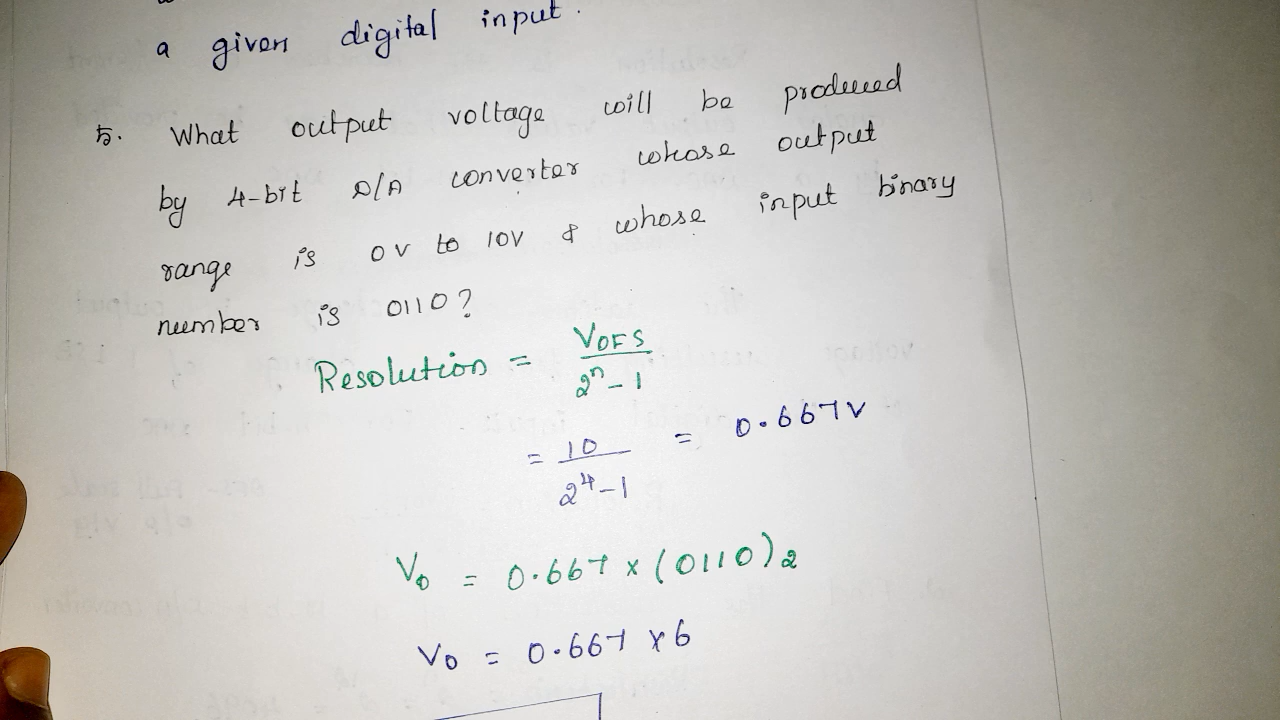 a given digital input.
5. What output voltage will be produced
by 4-bit D/A converter whose output
range is 0V to 10V & whose input binary
number is 0110?
Resolution = VOFS / 2ⁿ - 1
= 10 / 2⁴ - 1 = 0.667V
V₀ = 0.667 x (0110)₂
V₀ = 0.667 x 6